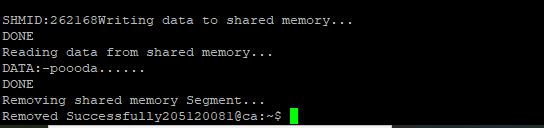 SHMID:262168Writing data to shared memory...
DONE
Reading data from shared memory...
DATA:-poooda......
DONE
Removing shared memory Segment...
Removed Successfully205120081@ca:~$